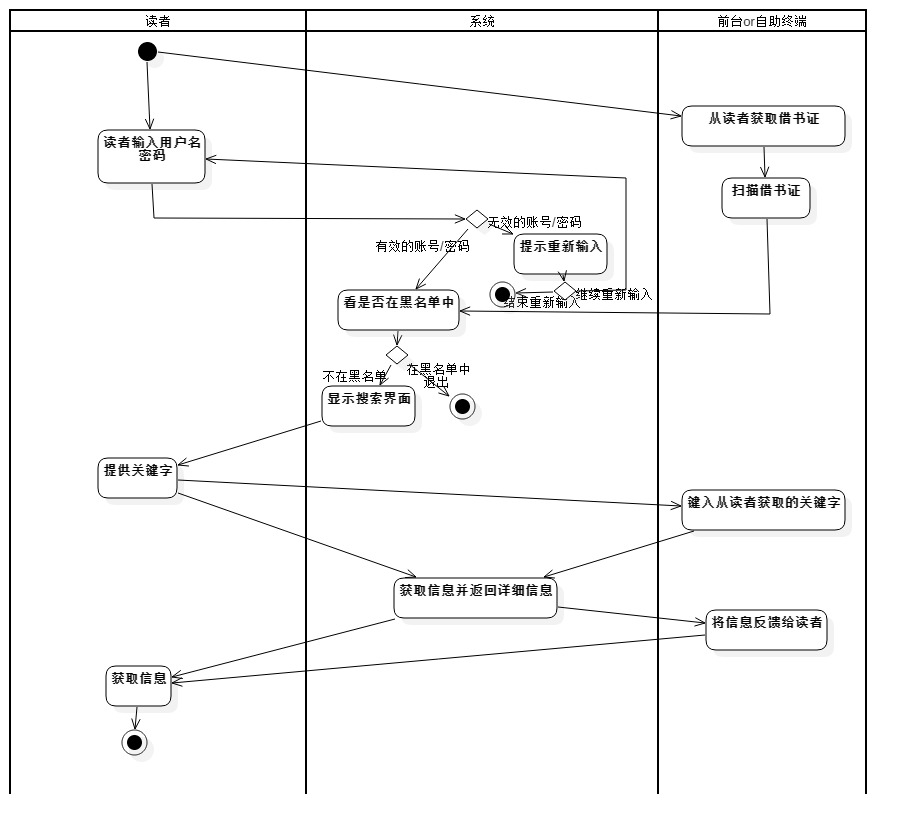 读者
系统
前台or自助终端
从读者获取借书证
读者输入用户名
密码
扫描借书证
无效的账号/密码
有效的账号/密码
提示重新输入
继续重新输入
结束重新输入
看是否在黑名单中
不在黑名单
在黑名单中
退出
显示搜索界面
提供关键字
键入从读者获取的关键字
获取信息并返回详细信息
将信息反馈给读者
获取信息